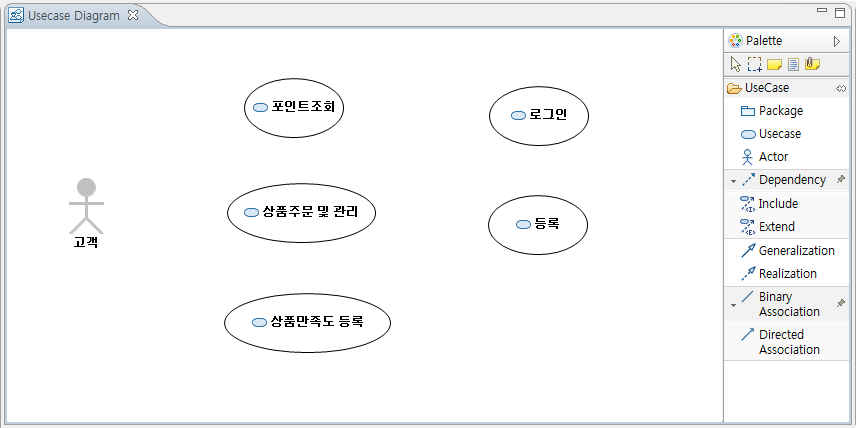 Usecase Diagram
포인트조회
로그인
상품주문 및 관리
등록
고객
상품만족도 등록
Palette
UseCase
Package
Usecase
Actor
Dependency
Include
Extend
Generalization
Realization
Binary
Association
Directed
Association